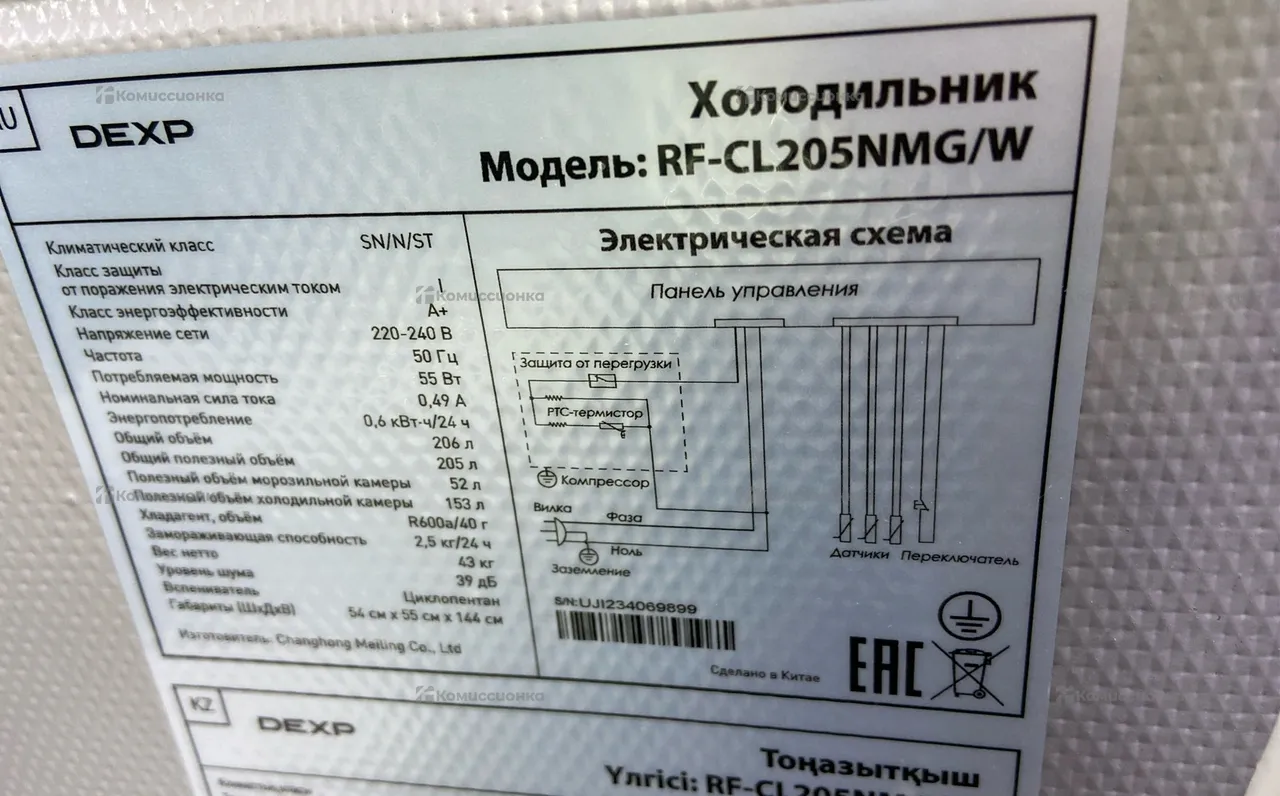 RU
DEXP
Холодильник
Модель: RF-CL205NMG/W
Климатический класс SN/N/ST
Класс защиты
от поражения электрическим током I
Класс энергоэффективности A+
Напряжение сети 220-240 В
Частота 50 Гц
Потребляемая мощность 55 Вт
Номинальная сила тока 0,49 А
Энергопотребление 0,6 кВт·ч/24 ч
Общий объём 206 л
Общий полезный объём 205 л
Полезный объём морозильной камеры 52 л
Полезный объём холодильной камеры 153 л
Хладагент, объём R600a/40 г
Замораживающая способность 2,5 кг/24 ч
Вес нетто 43 кг
Уровень шума 39 дБ
Вспениватель Циклопентан
Габариты (ШхДхВ) 54 см x 55 см x 144 см
Изготовитель: Changhong Meiling Co., Ltd
Электрическая схема
Панель управления
Защита от перегрузки
PTC-термистор
Компрессор
Вилка
Фаза
Ноль
Заземление
Датчики Переключатель
S/N:UJI234069899
Сделано в Китае
EAC
KZ
DEXP
Тоңазытқыш
Үлгісі: RF-CL205NM
Комиссионка
Комиссионка
Комиссионка
Комиссионка